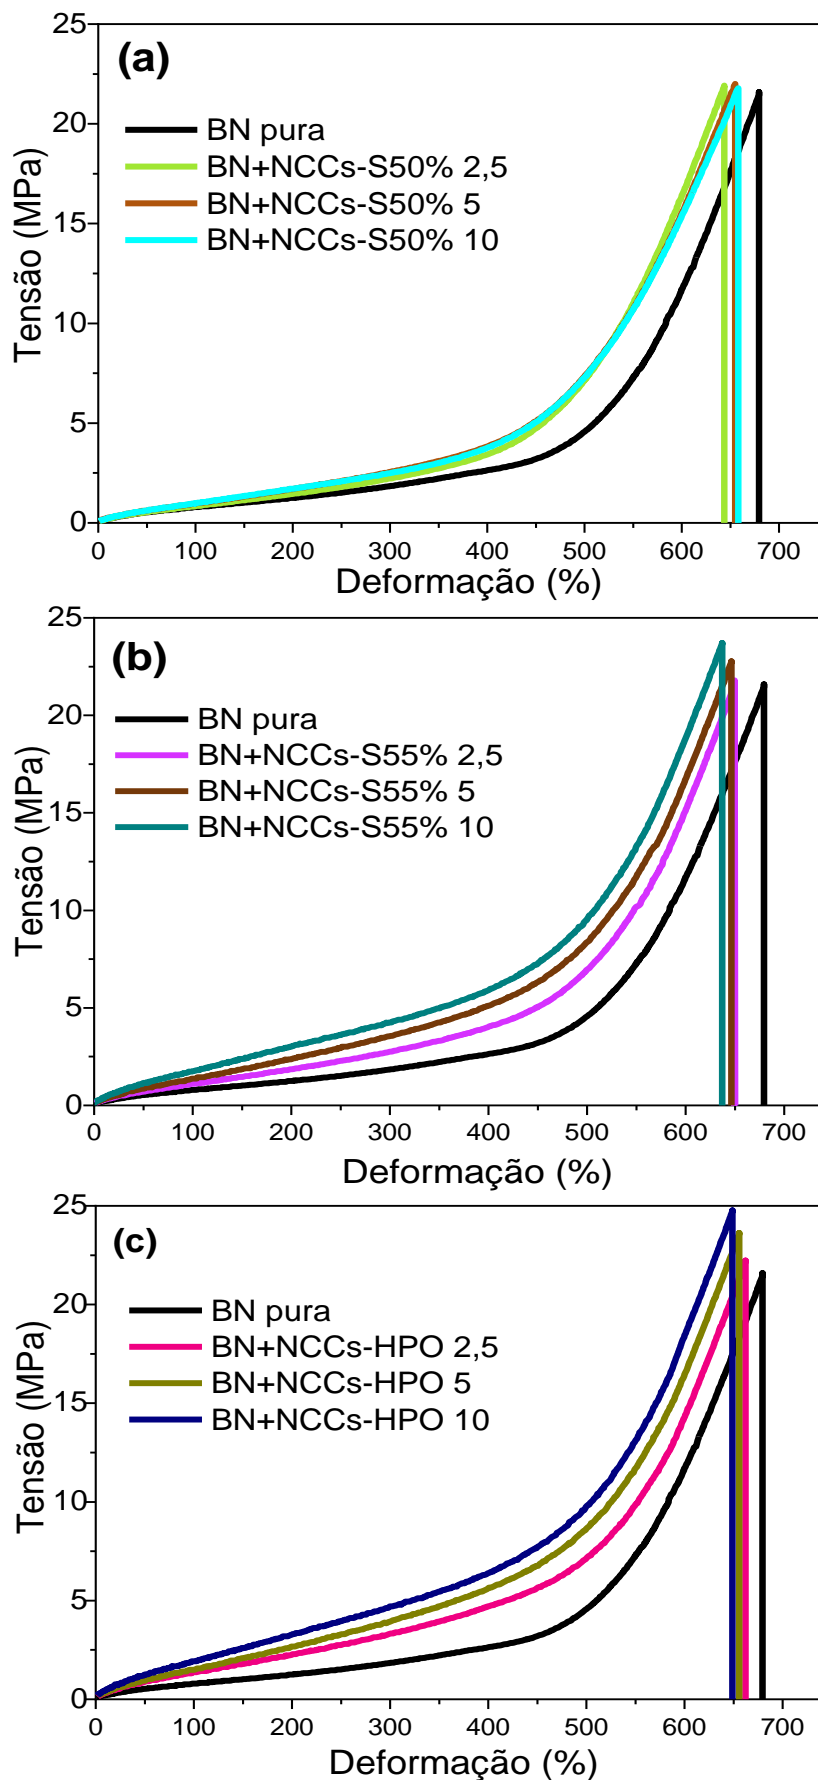 (a)
BN pura
BN+NCCs-S50% 2,5
BN+NCCs-S50% 5
BN+NCCs-S50% 10
Tensão (MPa)
25
20
15
10
5
0
0 100 200 300 400 500 600 700
Deformação (%)
(b)
BN pura
BN+NCCs-S55% 2,5
BN+NCCs-S55% 5
BN+NCCs-S55% 10
Tensão (MPa)
25
20
15
10
5
0
0 100 200 300 400 500 600 700
Deformação (%)
(c)
BN pura
BN+NCCs-HPO 2,5
BN+NCCs-HPO 5
BN+NCCs-HPO 10
Tensão (MPa)
25
20
15
10
5
0
0 100 200 300 400 500 600 700
Deformação (%)